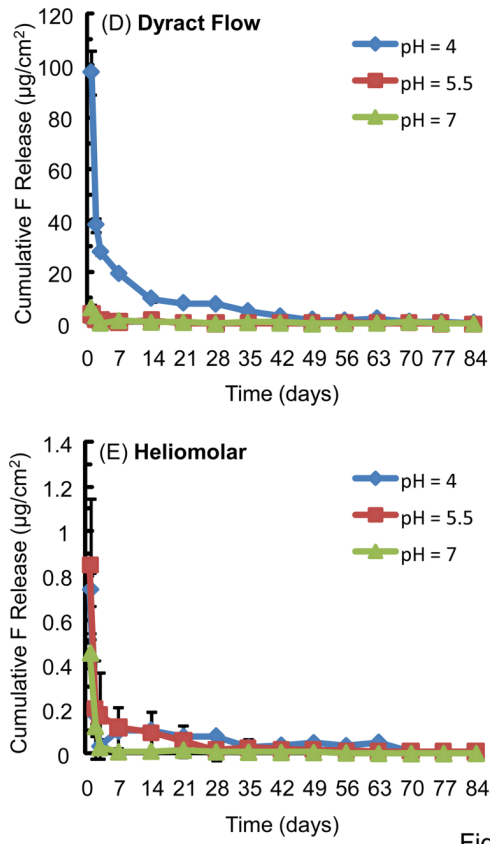 (D) Dyract Flow
Cumulative F Release (µg/cm²)
120
100
80
60
40
20
0
pH = 4
pH = 5.5
pH = 7
0 7 14 21 28 35 42 49 56 63 70 77 84
Time (days)
(E) Heliomolar
Cumulative F Release (µg/cm²)
1.4
1.2
1
0.8
0.6
0.4
0.2
0
pH = 4
pH = 5.5
pH = 7
0 7 14 21 28 35 42 49 56 63 70 77 84
Time (days)
Fig